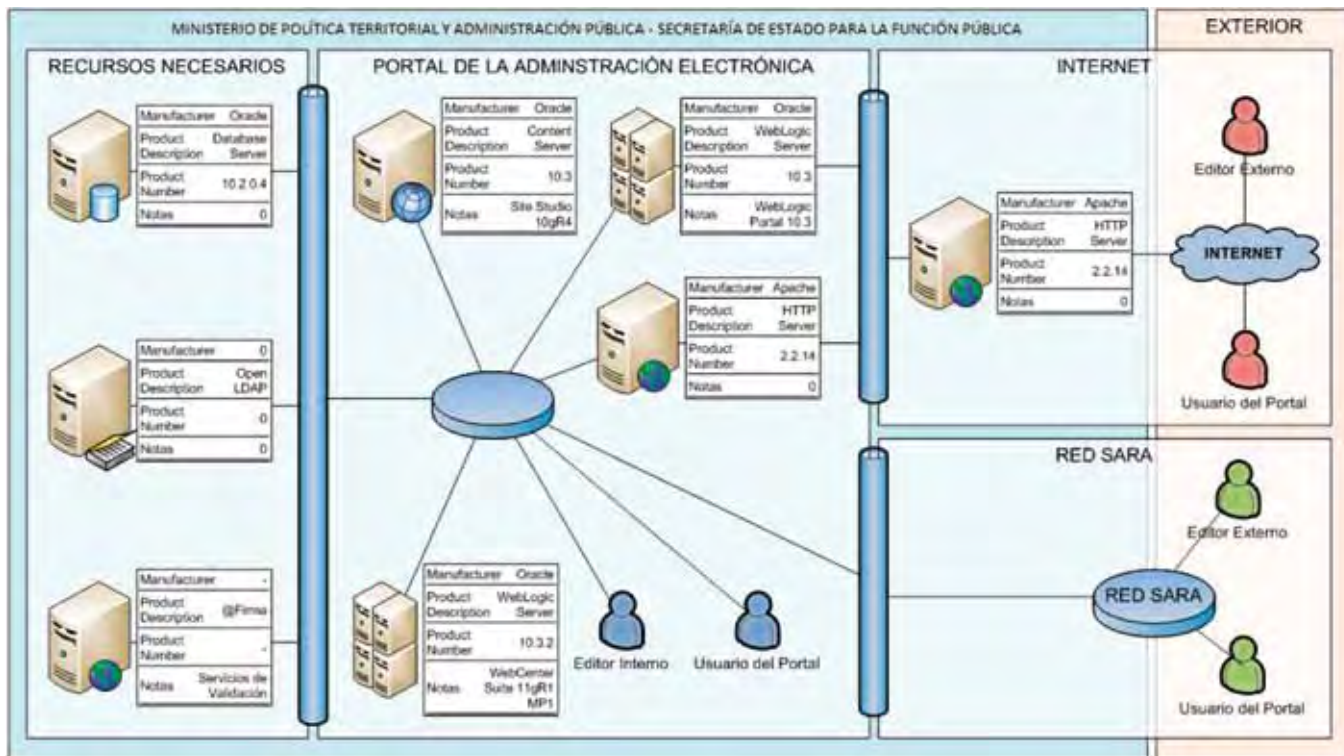 MINISTERIO DE POLÍTICA TERRITORIAL Y ADMINISTRACIÓN PÚBLICA - SECRETARÍA DE ESTADO PARA LA FUNCIÓN PÚBLICA
EXTERIOR
RECURSOS NECESARIOS
PORTAL DE LA ADMINSTRACIÓN ELECTRÓNICA
INTERNET
Manufacturer Oracle
Product Database
Description Server
Product
Number 10.2.0.4
Notas 0
Manufacturer 0
Product Open
Description LDAP
Product
Number 0
Notas 0
Manufacturer -
Product
Description @Firma
Product
Number -
Notas Servicios de
Validación
Manufacturer Oracle
Product Content
Description Server
Product
Number 10.3
Notas Site Studio
10gR4
Manufacturer Oracle
Product WebLogic
Description Server
Product
Number 10.3
Notas WebLogic
Portal 10.3
Manufacturer Apache
Product HTTP
Description Server
Product
Number 2.2.14
Notas 0
Manufacturer Oracle
Product WebLogic
Description Server
Product
Number 10.3.2
Notas WebCenter
Suite 11gR1
MP1
Editor Interno
Usuario del Portal
Manufacturer Apache
Product HTTP
Description Server
Product
Number 2.2.14
Notas 0
Editor Externo
INTERNET
Usuario del Portal
RED SARA
Editor Externo
RED SARA
Usuario del Portal